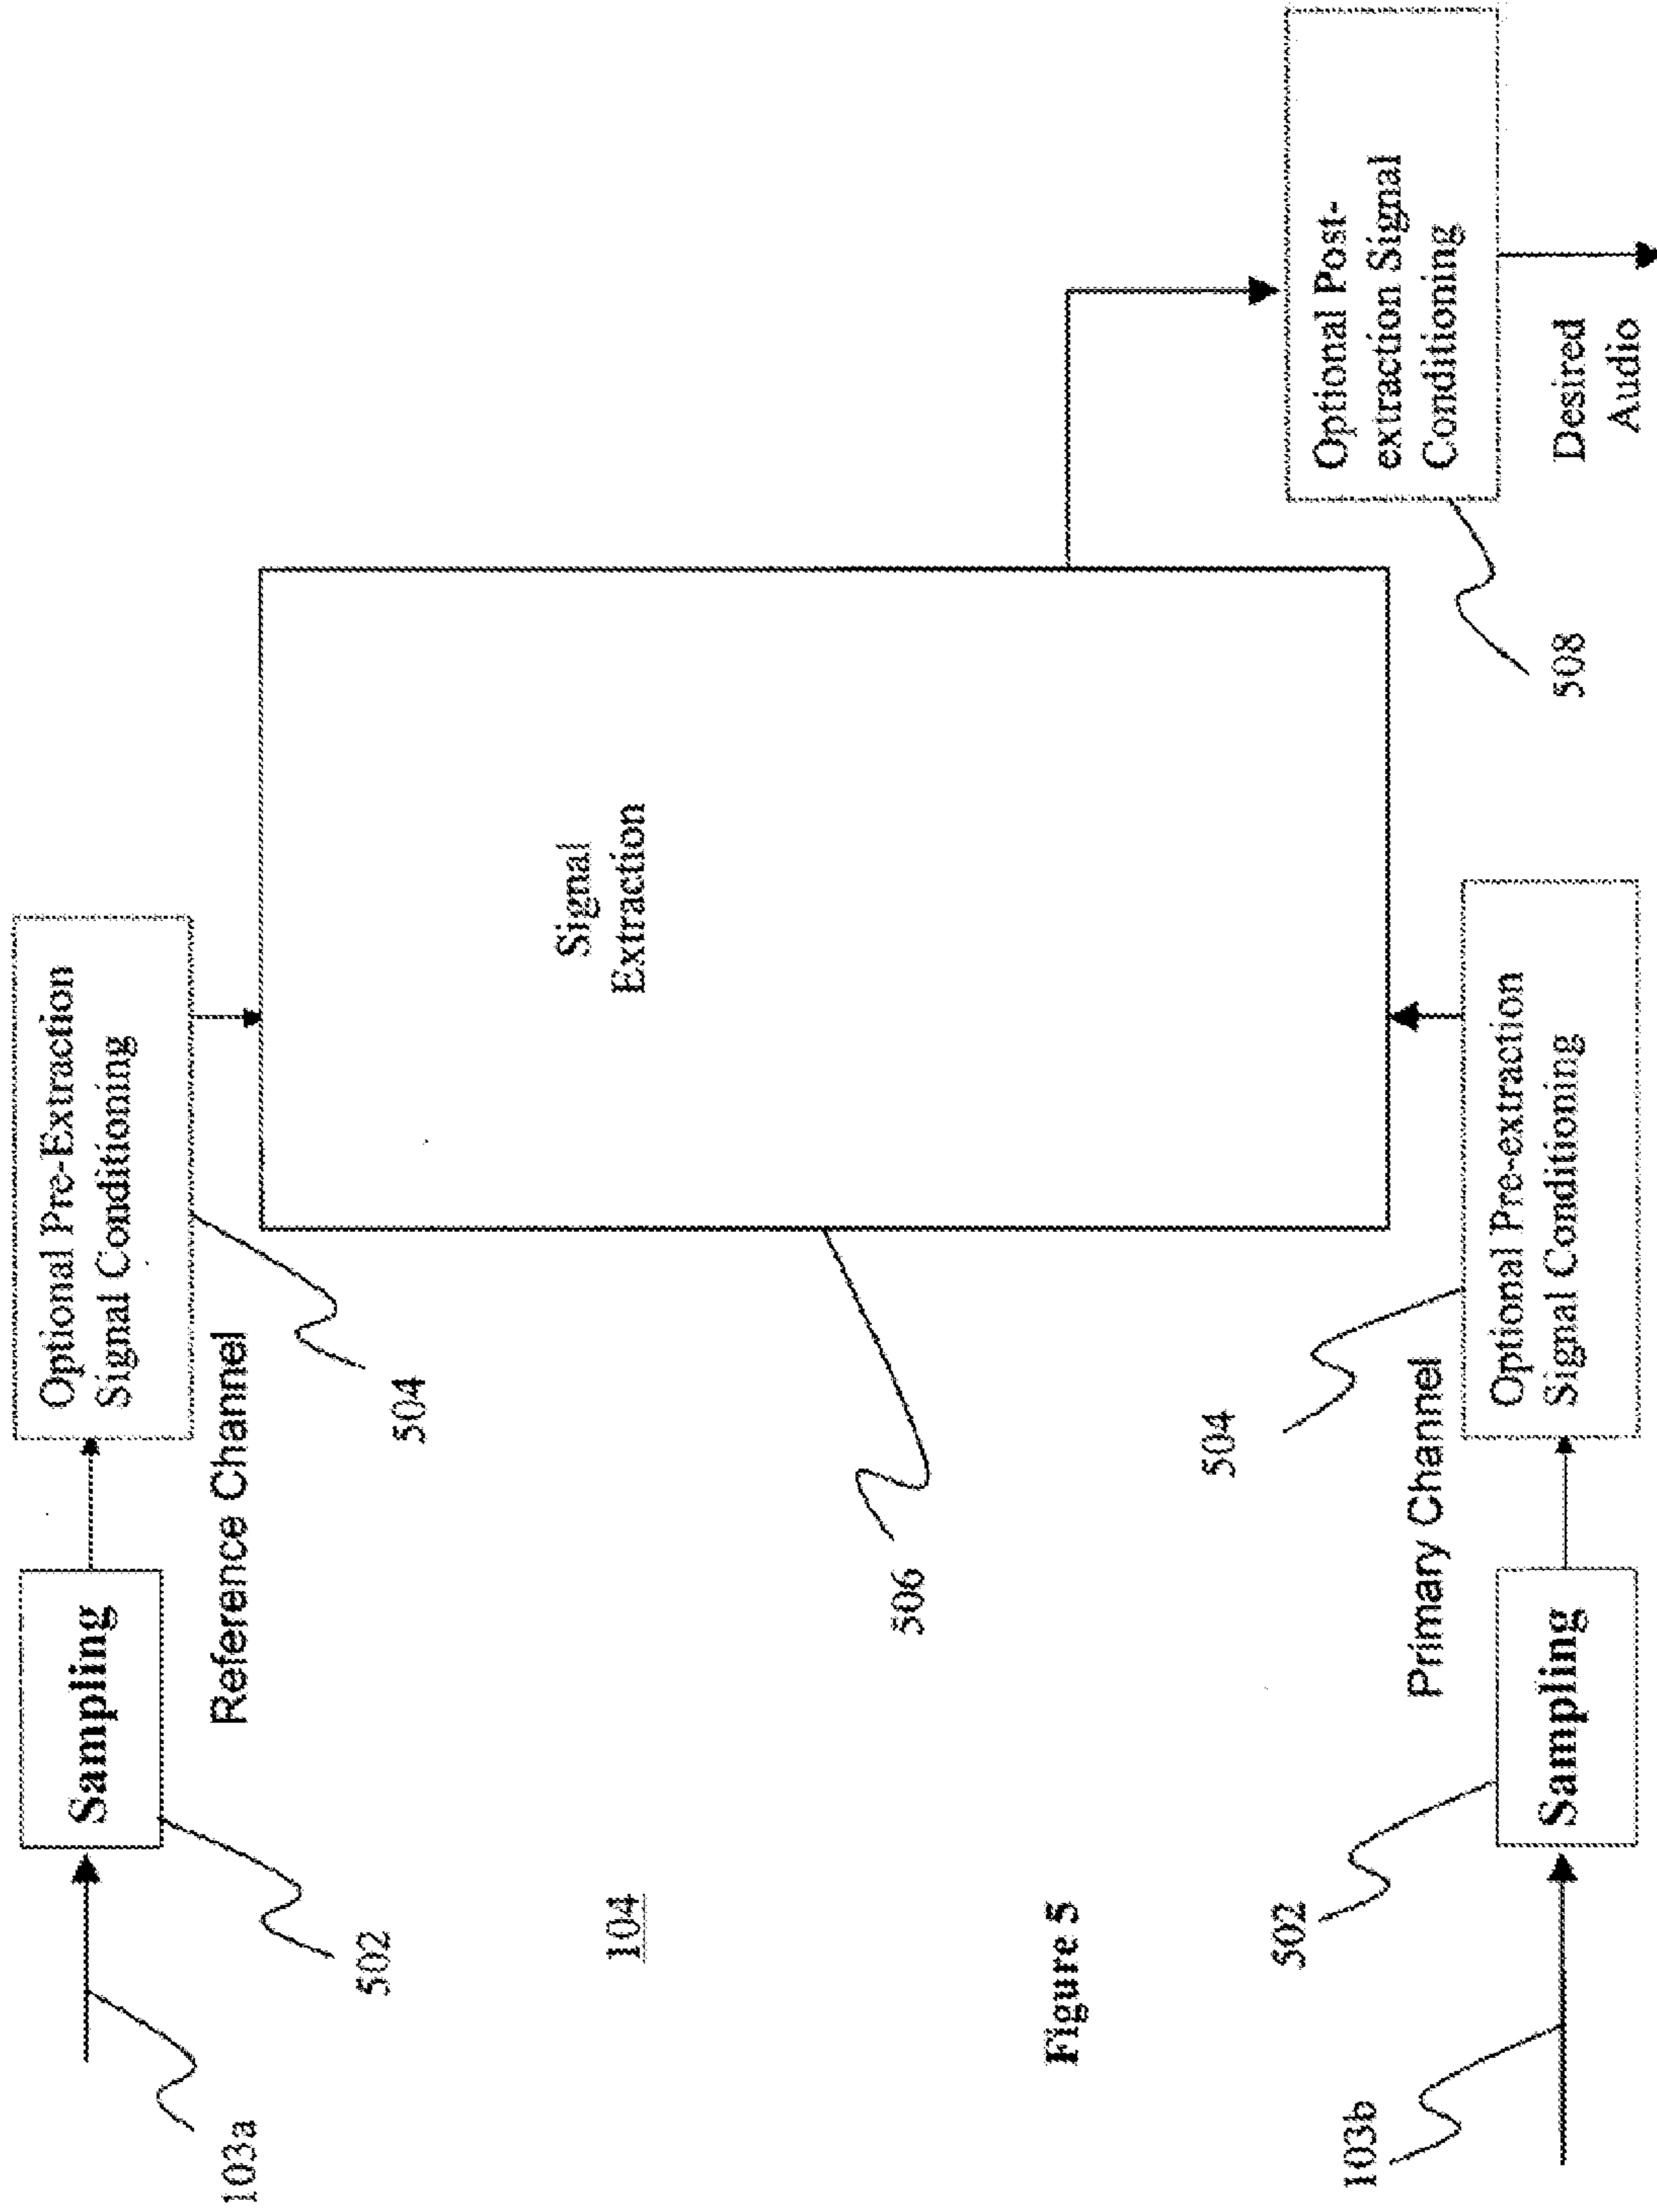 103a
Sampling
502
Reference Channel
Optional Pre-Extraction
Signal Conditioning
504
104
506
Signal
Extraction
Figure 5
103b
Sampling
502
Primary Channel
504
Optional Pre-extraction
Signal Conditioning
508
Optional Post-
extraction Signal
Conditioning
Desired
Audio